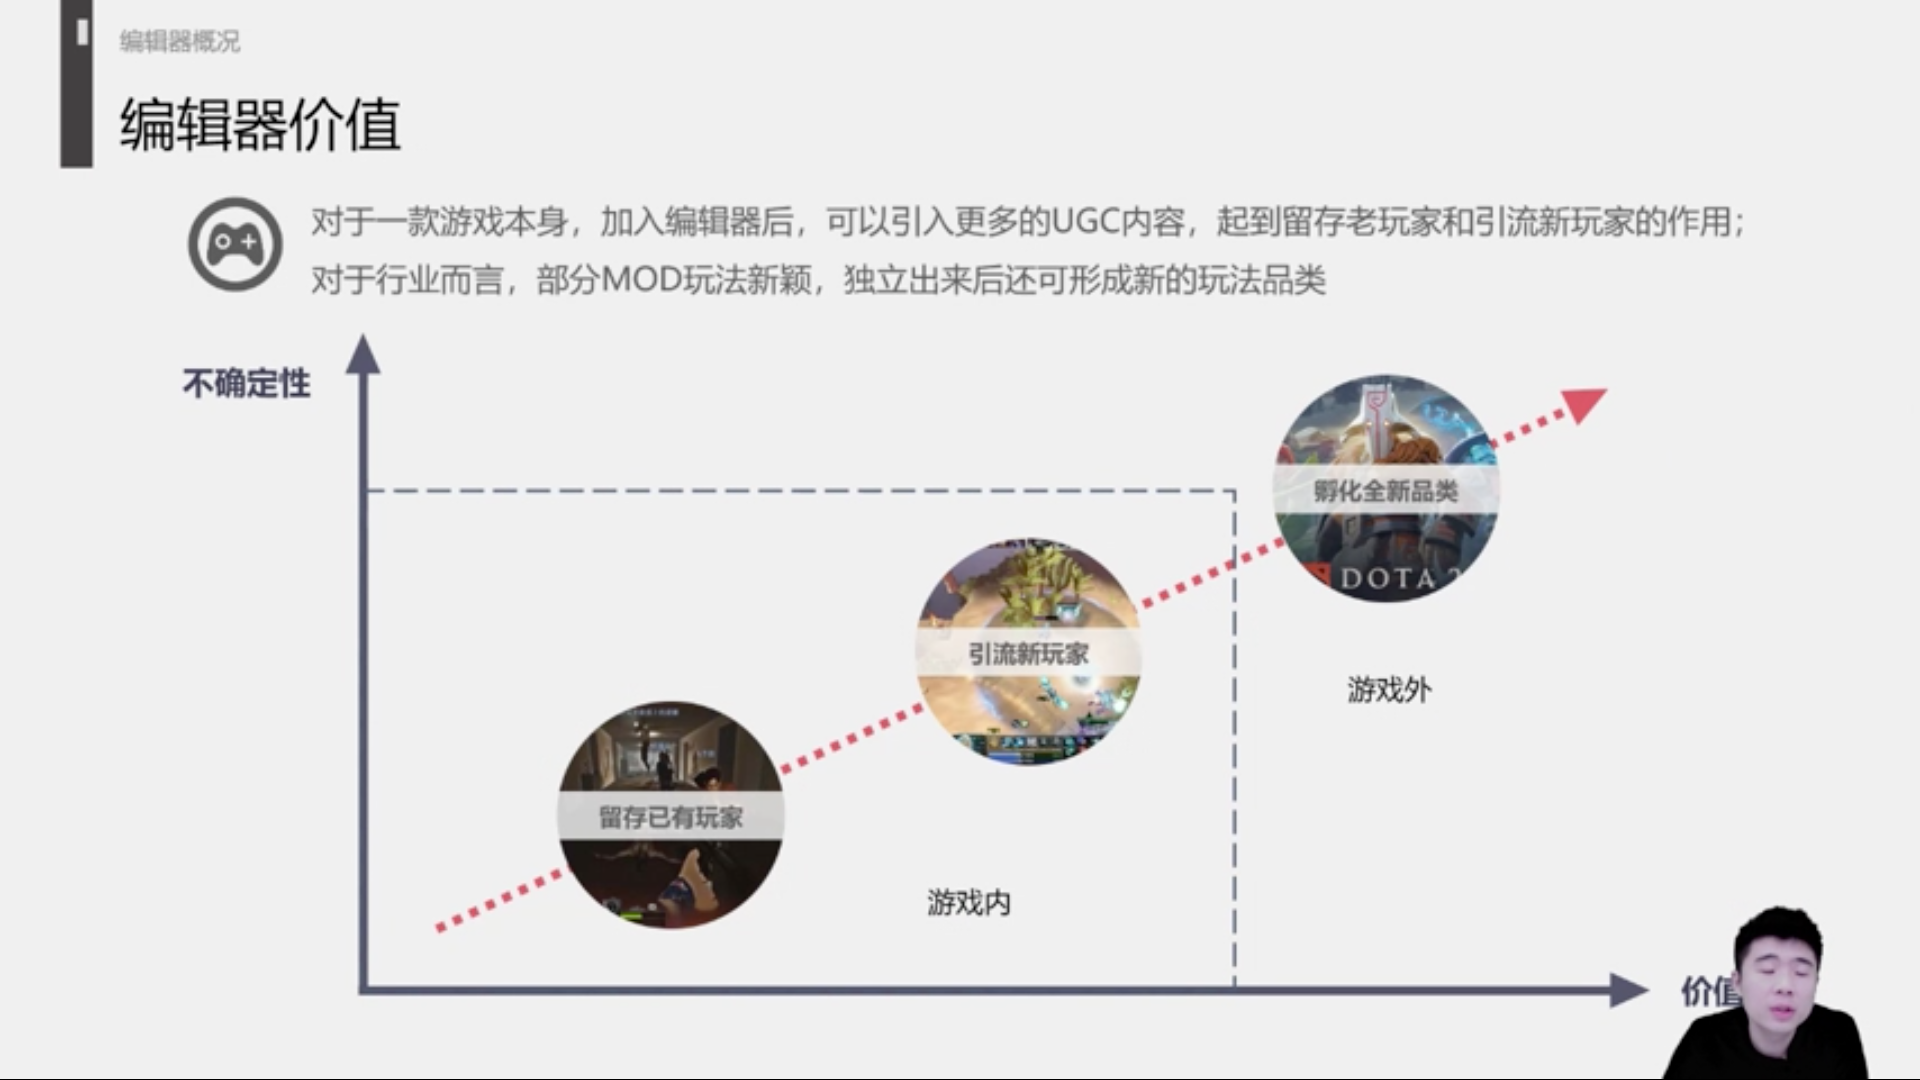 编辑器概况
编辑器价值
对于一款游戏本身，加入编辑器后，可以引入更多的UGC内容，起到留存老玩家和引流新玩家的作用；
对于行业而言，部分MOD玩法新颖，独立出来后还可形成新的玩法品类
不确定性
孵化全新品类
DOTA 2
引流新玩家
游戏外
留存已有玩家
游戏内
价值